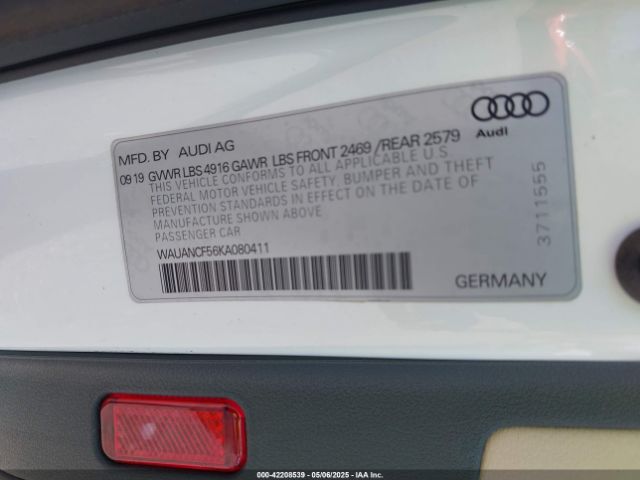 Audi
MFD. BY AUDI AG
09 19 GVWR LBS 4916 GAWR LBS FRONT 2469 /REAR 2579
THIS VEHICLE CONFORMS TO ALL APPLICABLE U.S.
FEDERAL MOTOR VEHICLE SAFETY, BUMPER AND THEFT
PREVENTION STANDARDS IN EFFECT ON THE DATE OF
MANUFACTURE SHOWN ABOVE
PASSENGER CAR
WAUANCF56KA080411
3711555
GERMANY
000-42208539 - 05/06/2025 - IAA Inc.